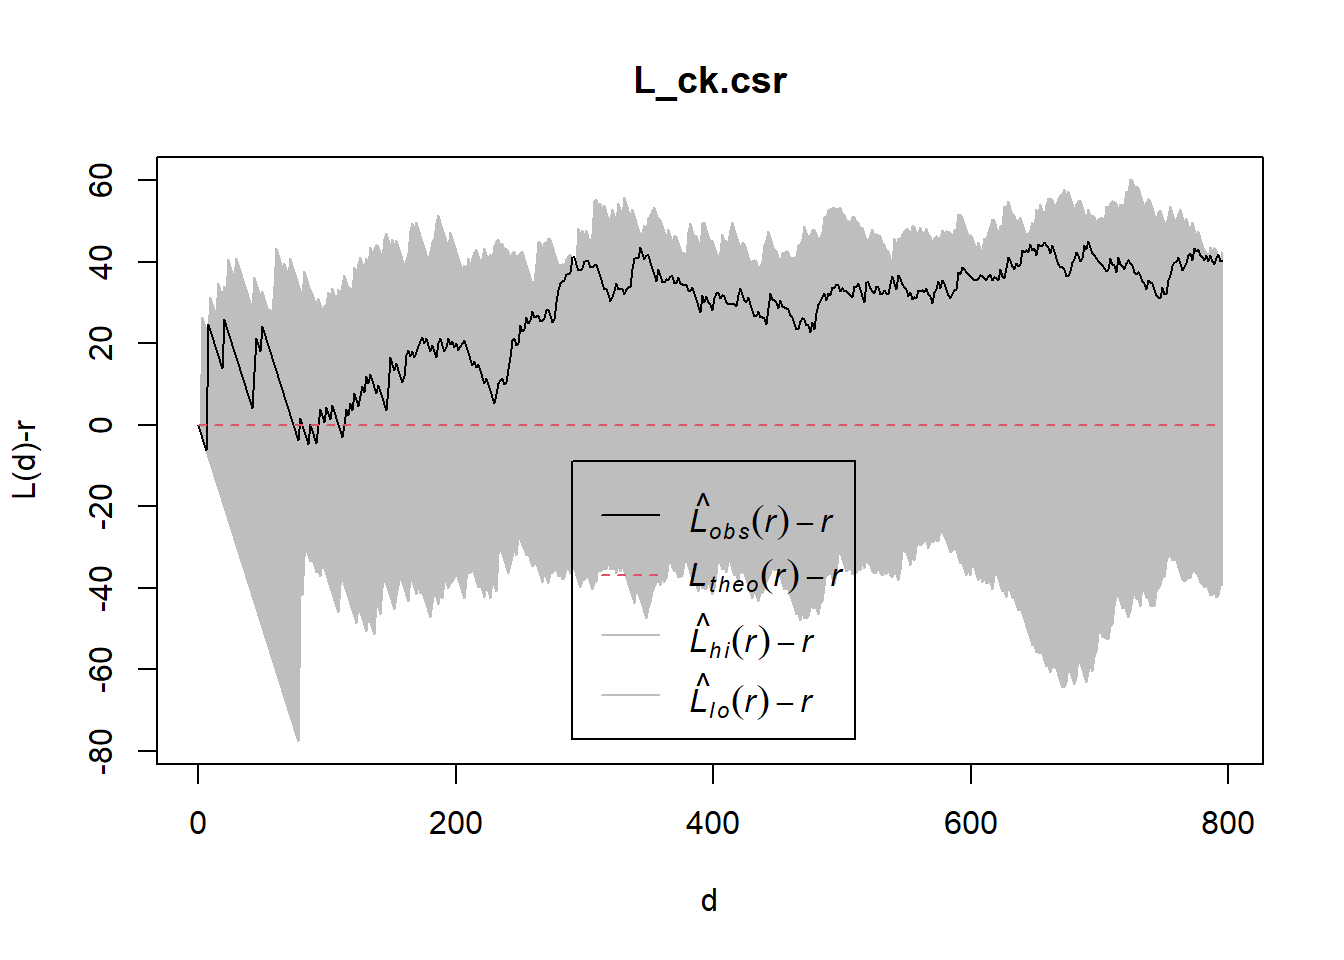 L_ck.csr
60
40
20
0
-20
-40
-60
-80
L(d)-r
L̂obs(r) − r
Ltheo(r) − r
L̂hi(r) − r
L̂lo(r) − r
0 200 400 600 800
d